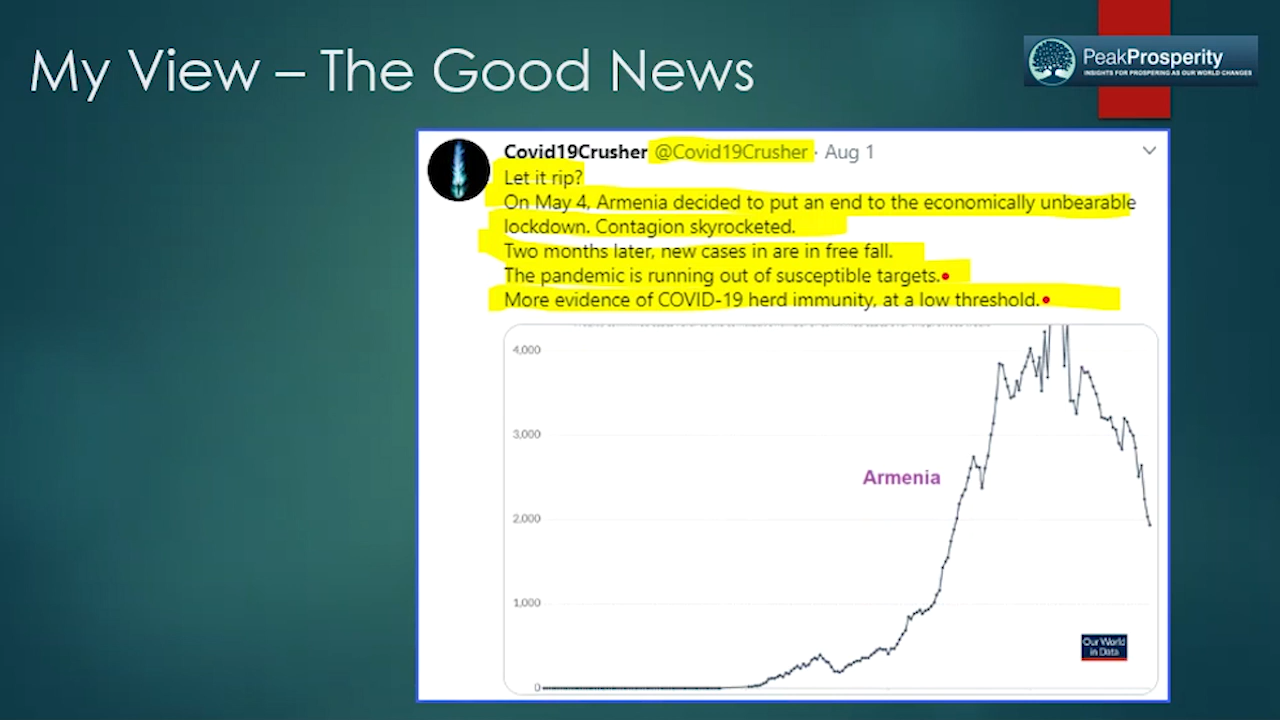 My View – The Good News
PeakProsperity
INSIGHTS FOR PROSPERING AS OUR WORLD CHANGES
Covid19Crusher @Covid19Crusher · Aug 1
Let it rip?
On May 4, Armenia decided to put an end to the economically unbearable
lockdown. Contagion skyrocketed.
Two months later, new cases in are in free fall.
The pandemic is running out of susceptible targets.
More evidence of COVID-19 herd immunity, at a low threshold.
4,000
3,000
Armenia
2,000
1,000
Our World
in Data
0